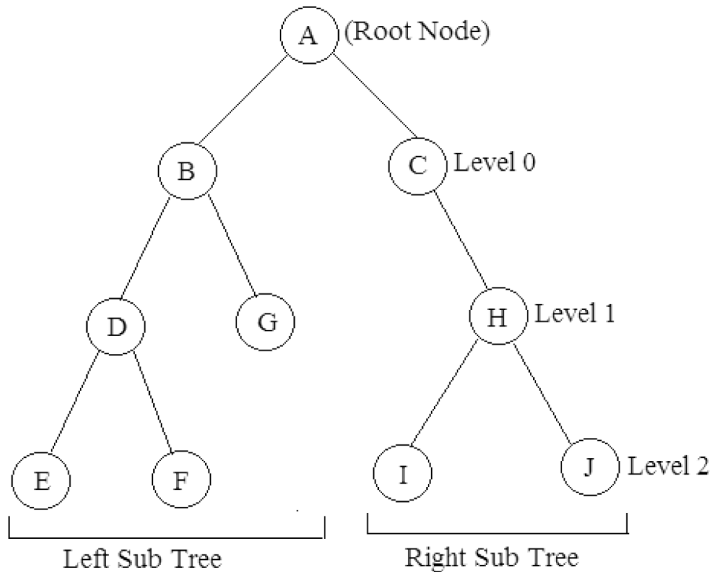 A (Root Node)
B
C Level 0
D
G
H Level 1
E
F
I
J Level 2
Left Sub Tree
Right Sub Tree